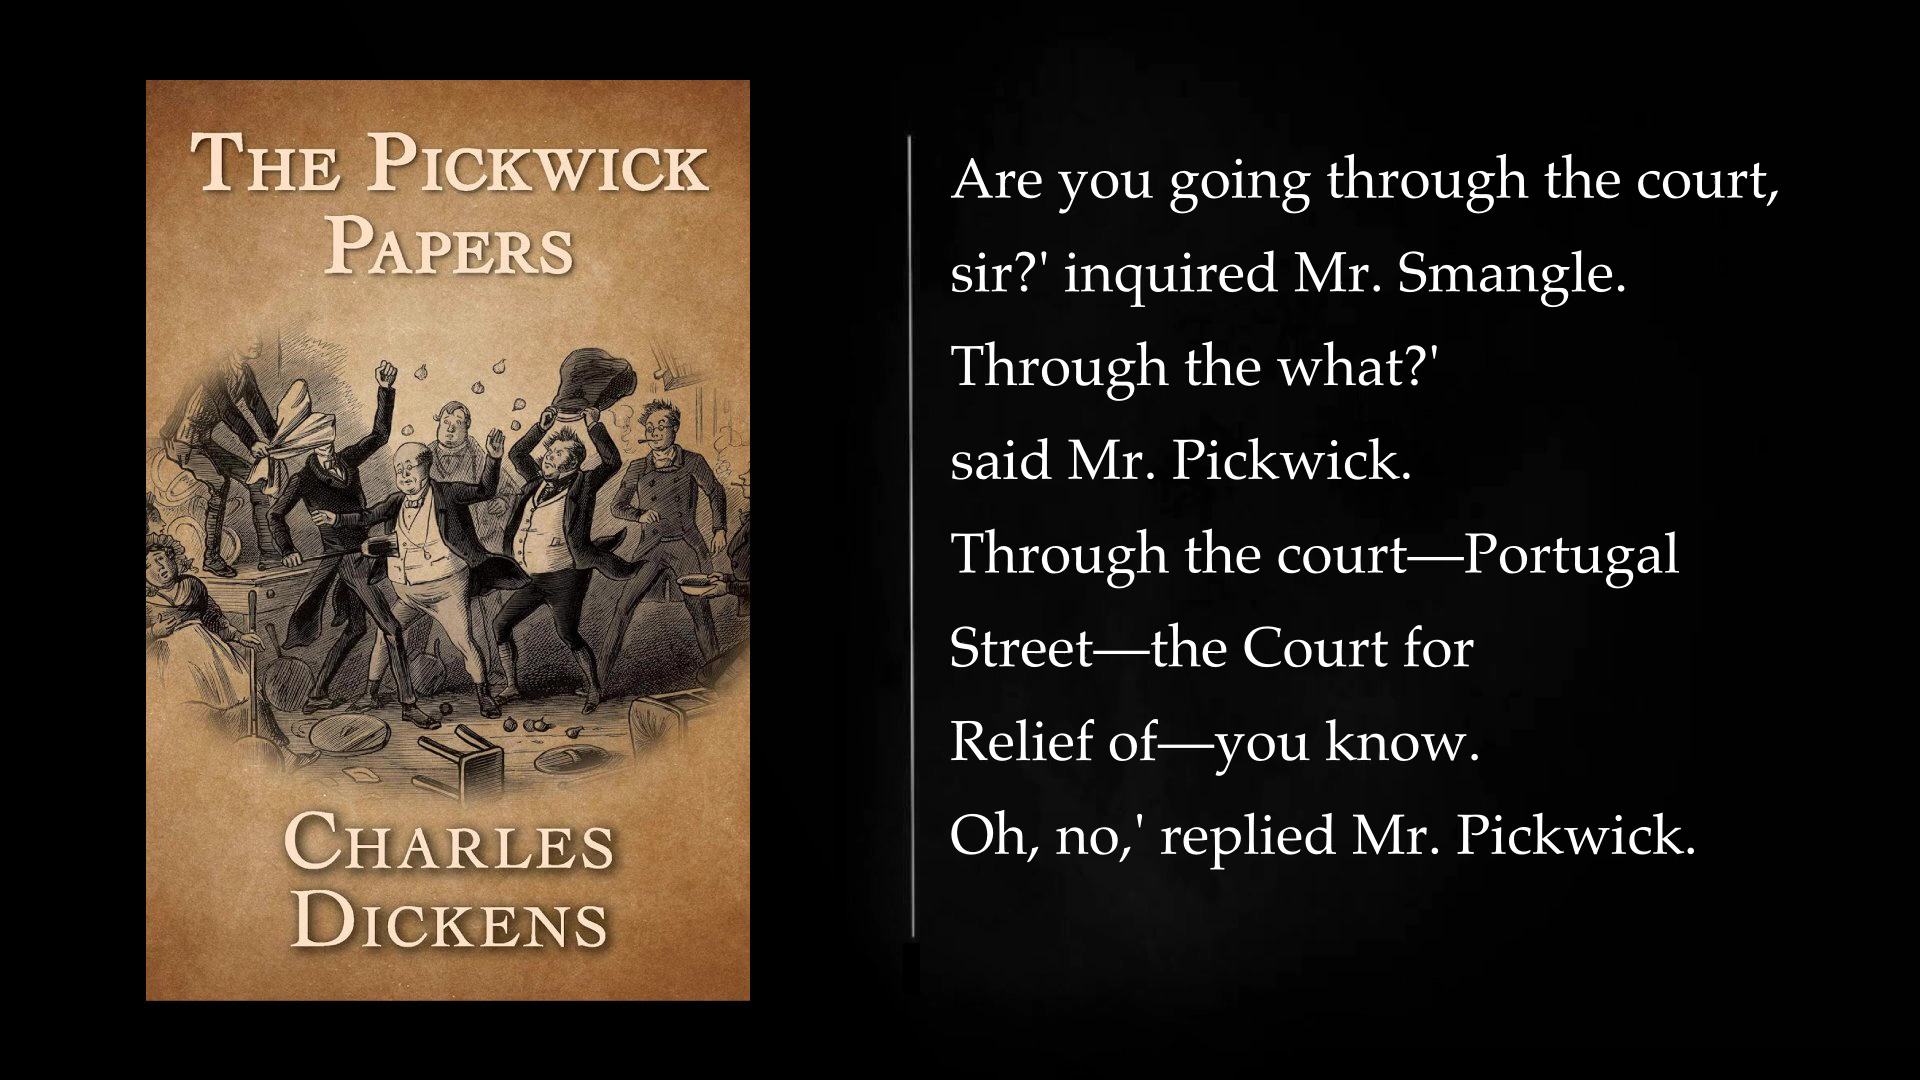 The Pickwick
Papers
Charles
Dickens
Are you going through the court,
sir?' inquired Mr. Smangle.
Through the what?'
said Mr. Pickwick.
Through the court—Portugal
Street—the Court for
Relief of—you know.
Oh, no,' replied Mr. Pickwick.